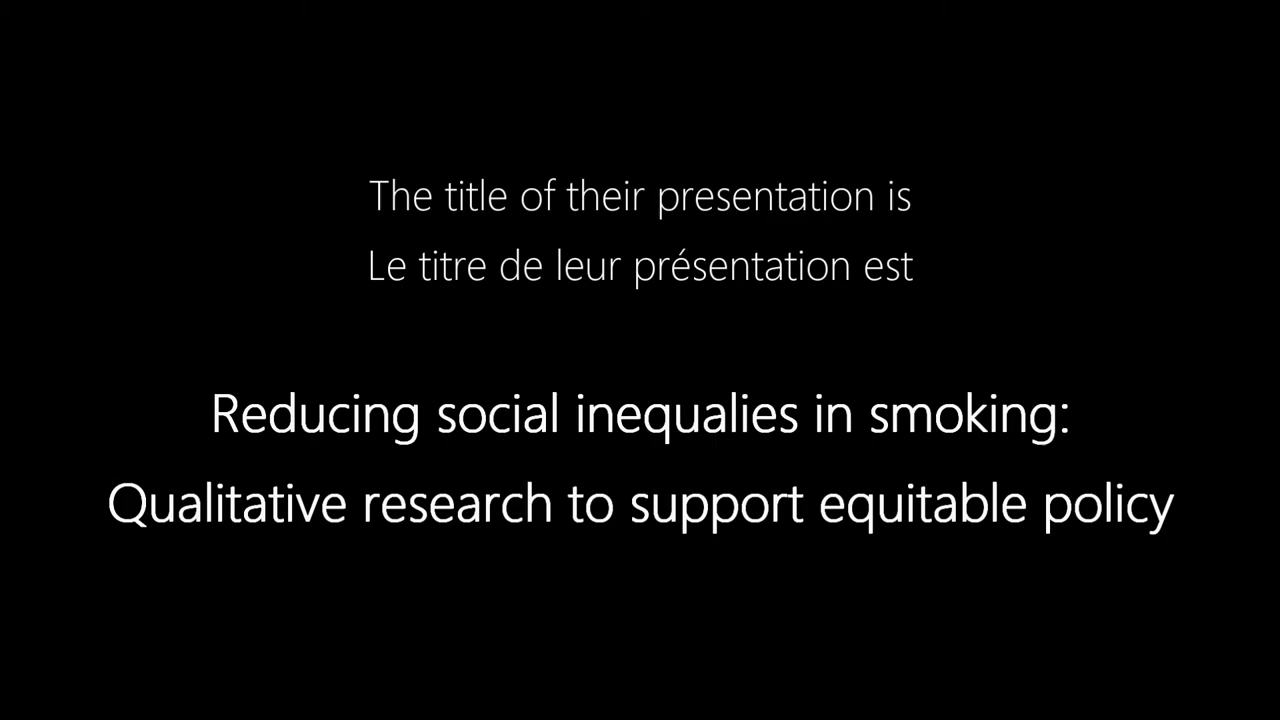 The title of their presentation is
Le titre de leur présentation est
Reducing social inequalies in smoking:
Qualitative research to support equitable policy